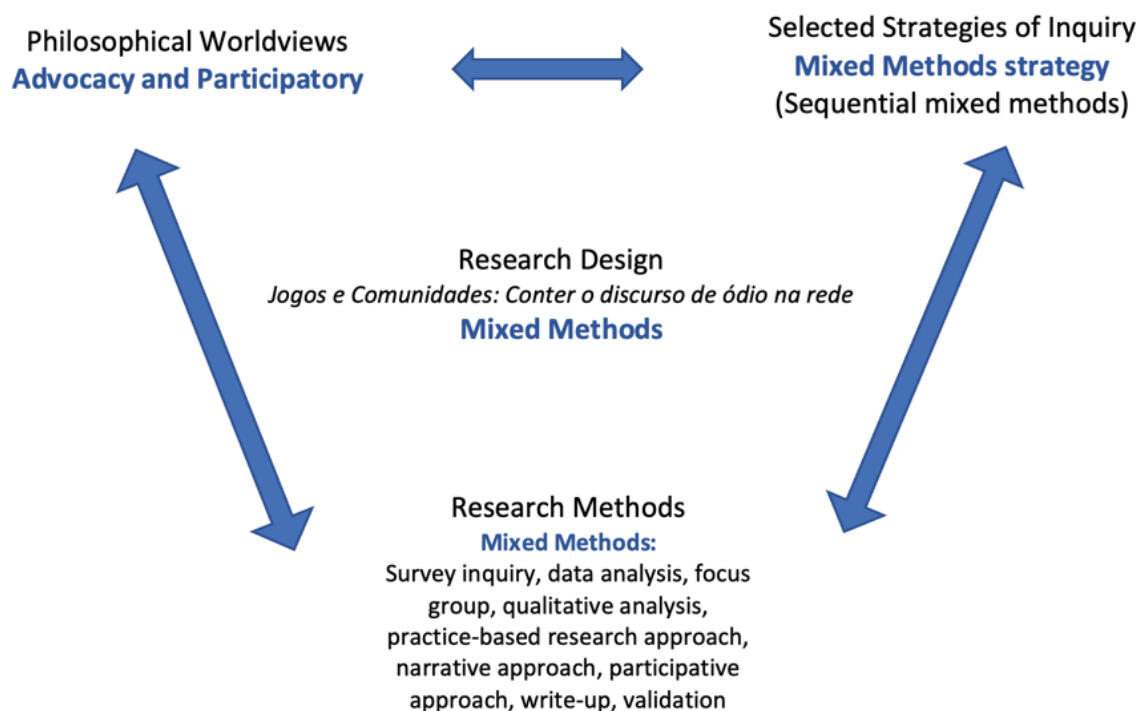 Philosophical Worldviews
Advocacy and Participatory
Selected Strategies of Inquiry
Mixed Methods strategy
(Sequential mixed methods)
Research Design
Jogos e Comunidades: Conter o discurso de ódio na rede
Mixed Methods
Research Methods
Mixed Methods:
Survey inquiry, data analysis, focus
group, qualitative analysis,
practice-based research approach,
narrative approach, participative
approach, write-up, validation